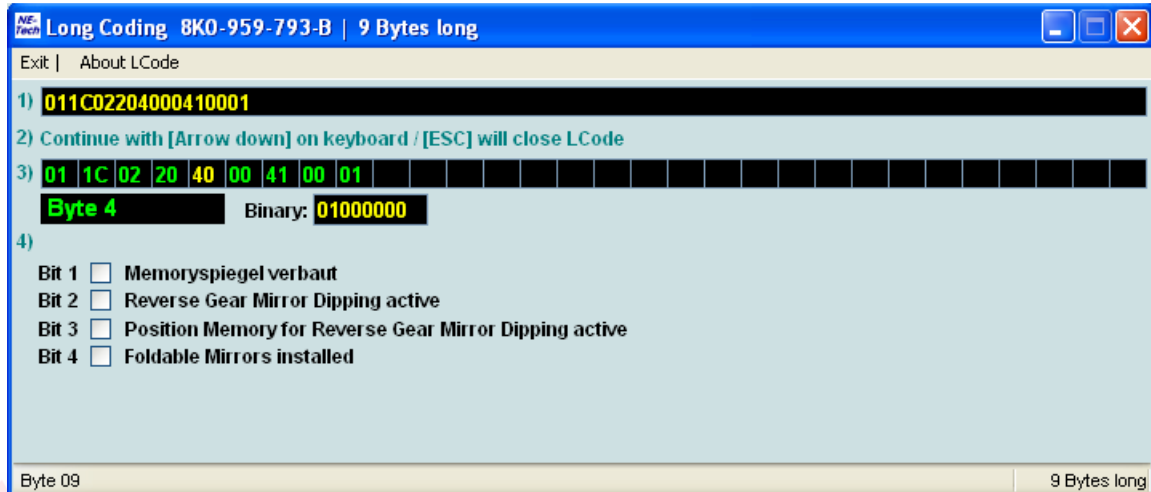 NE-Tech Long Coding 8K0-959-793-B | 9 Bytes long
Exit | About LCode
1) 011C02204000410001
2) Continue with [Arrow down] on keyboard / [ESC] will close LCode
3) 01 1C 02 20 40 00 41 00 01
Byte 4 Binary: 01000000
4)
Bit 1 Memoryspiegel verbaut
Bit 2 Reverse Gear Mirror Dipping active
Bit 3 Position Memory for Reverse Gear Mirror Dipping active
Bit 4 Foldable Mirrors installed
Byte 09 9 Bytes long